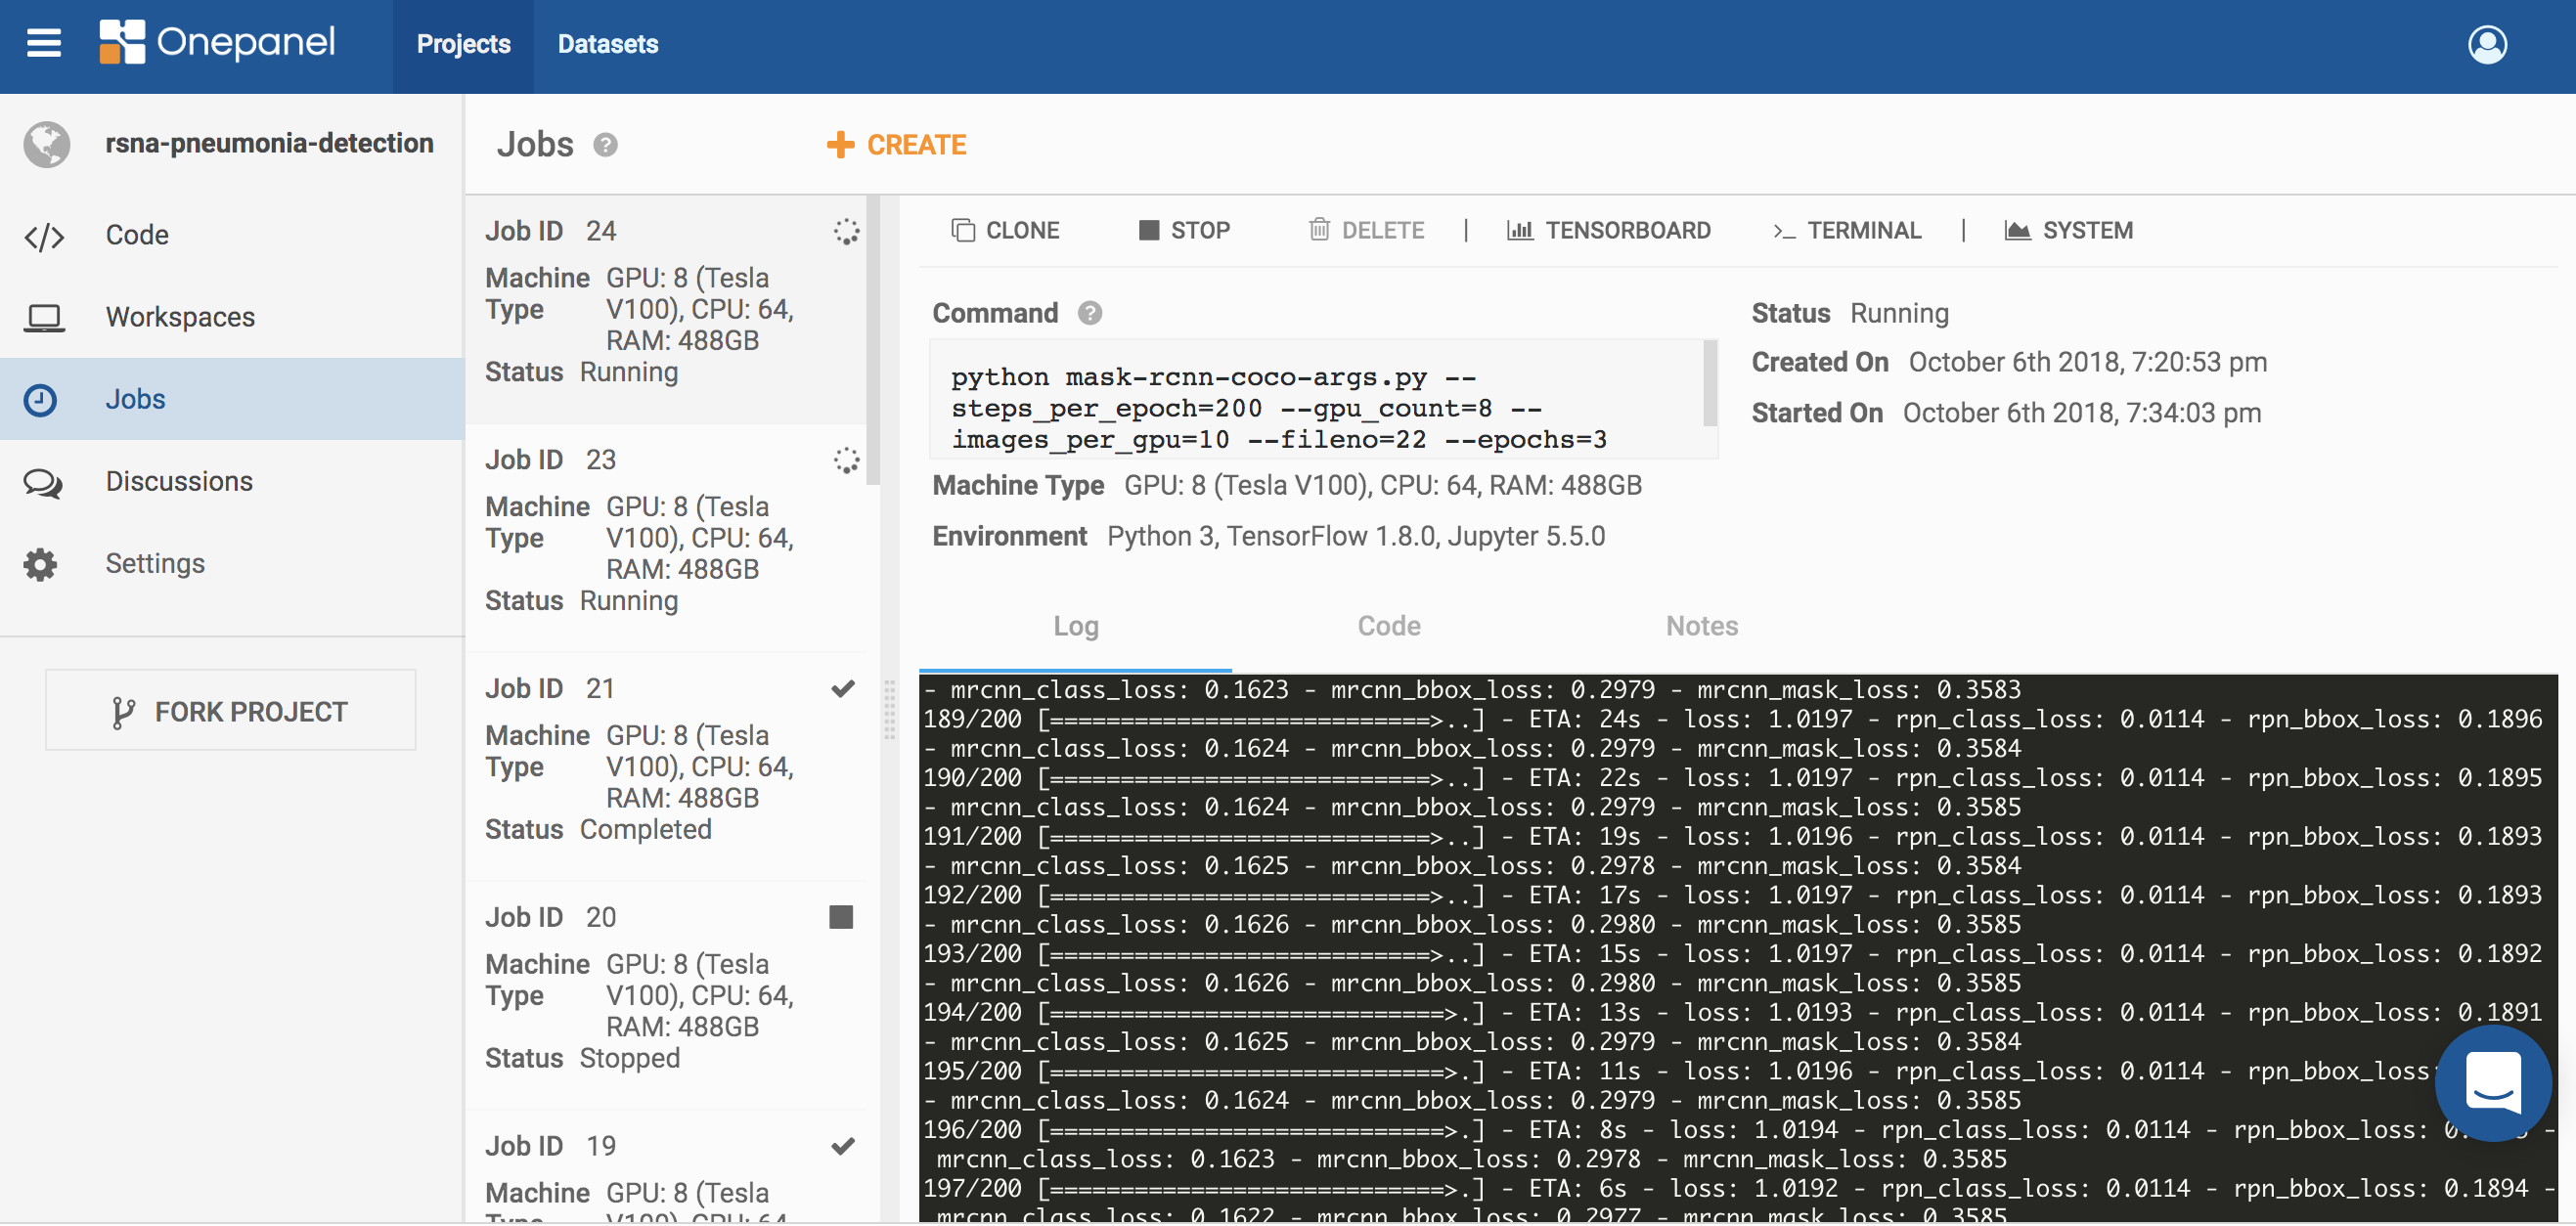 Onepanel
Projects
Datasets
rsna-pneumonia-detection
Code
Workspaces
Jobs
Discussions
Settings
FORK PROJECT
Jobs ?
CREATE
Job ID 24
Machine Type GPU: 8 (Tesla
V100), CPU: 64,
RAM: 488GB
Status Running
Job ID 23
Machine Type GPU: 8 (Tesla
V100), CPU: 64,
RAM: 488GB
Status Running
Job ID 21
Machine Type GPU: 8 (Tesla
V100), CPU: 64,
RAM: 488GB
Status Completed
Job ID 20
Machine Type GPU: 8 (Tesla
V100), CPU: 64,
RAM: 488GB
Status Stopped
Job ID 19
Machine GPU: 8 (Tesla
CLONE
STOP
DELETE
|
TENSORBOARD
TERMINAL
|
SYSTEM
Command ?
python mask-rcnn-coco-args.py --
steps_per_epoch=200 --gpu_count=8 --
images_per_gpu=10 --fileno=22 --epochs=3
Machine Type GPU: 8 (Tesla V100), CPU: 64, RAM: 488GB
Environment Python 3, TensorFlow 1.8.0, Jupyter 5.5.0
Status Running
Created On October 6th 2018, 7:20:53 pm
Started On October 6th 2018, 7:34:03 pm
Log
Code
Notes
- mrcnn_class_loss: 0.1623 - mrcnn_bbox_loss: 0.2979 - mrcnn_mask_loss: 0.3583
189/200 [===========================>..] - ETA: 24s - loss: 1.0197 - rpn_class_loss: 0.0114 - rpn_bbox_loss: 0.1896
- mrcnn_class_loss: 0.1624 - mrcnn_bbox_loss: 0.2979 - mrcnn_mask_loss: 0.3584
190/200 [===========================>..] - ETA: 22s - loss: 1.0197 - rpn_class_loss: 0.0114 - rpn_bbox_loss: 0.1895
- mrcnn_class_loss: 0.1624 - mrcnn_bbox_loss: 0.2979 - mrcnn_mask_loss: 0.3585
191/200 [===========================>..] - ETA: 19s - loss: 1.0196 - rpn_class_loss: 0.0114 - rpn_bbox_loss: 0.1893
- mrcnn_class_loss: 0.1625 - mrcnn_bbox_loss: 0.2978 - mrcnn_mask_loss: 0.3584
192/200 [===========================>..] - ETA: 17s - loss: 1.0197 - rpn_class_loss: 0.0114 - rpn_bbox_loss: 0.1893
- mrcnn_class_loss: 0.1626 - mrcnn_bbox_loss: 0.2980 - mrcnn_mask_loss: 0.3585
193/200 [===========================>..] - ETA: 15s - loss: 1.0197 - rpn_class_loss: 0.0114 - rpn_bbox_loss: 0.1892
- mrcnn_class_loss: 0.1626 - mrcnn_bbox_loss: 0.2980 - mrcnn_mask_loss: 0.3585
194/200 [============================>.] - ETA: 13s - loss: 1.0193 - rpn_class_loss: 0.0114 - rpn_bbox_loss: 0.1891
- mrcnn_class_loss: 0.1625 - mrcnn_bbox_loss: 0.2979 - mrcnn_mask_loss: 0.3584
195/200 [============================>.] - ETA: 11s - loss: 1.0196 - rpn_class_loss: 0.0114 - rpn_bbox_loss:
- mrcnn_class_loss: 0.1624 - mrcnn_bbox_loss: 0.2979 - mrcnn_mask_loss: 0.3585
196/200 [============================>.] - ETA: 8s - loss: 1.0194 - rpn_class_loss: 0.0114 - rpn_bbox_loss: -
mrcnn_class_loss: 0.1623 - mrcnn_bbox_loss: 0.2978 - mrcnn_mask_loss: 0.3585
197/200 [============================>.] - ETA: 6s - loss: 1.0192 - rpn_class_loss: 0.0114 - rpn_bbox_loss: 0.1894 -
mrcnn_class_loss: 0.1622 - mrcnn_bbox_loss: 0.2977 - mrcnn_mask_loss: 0.3585